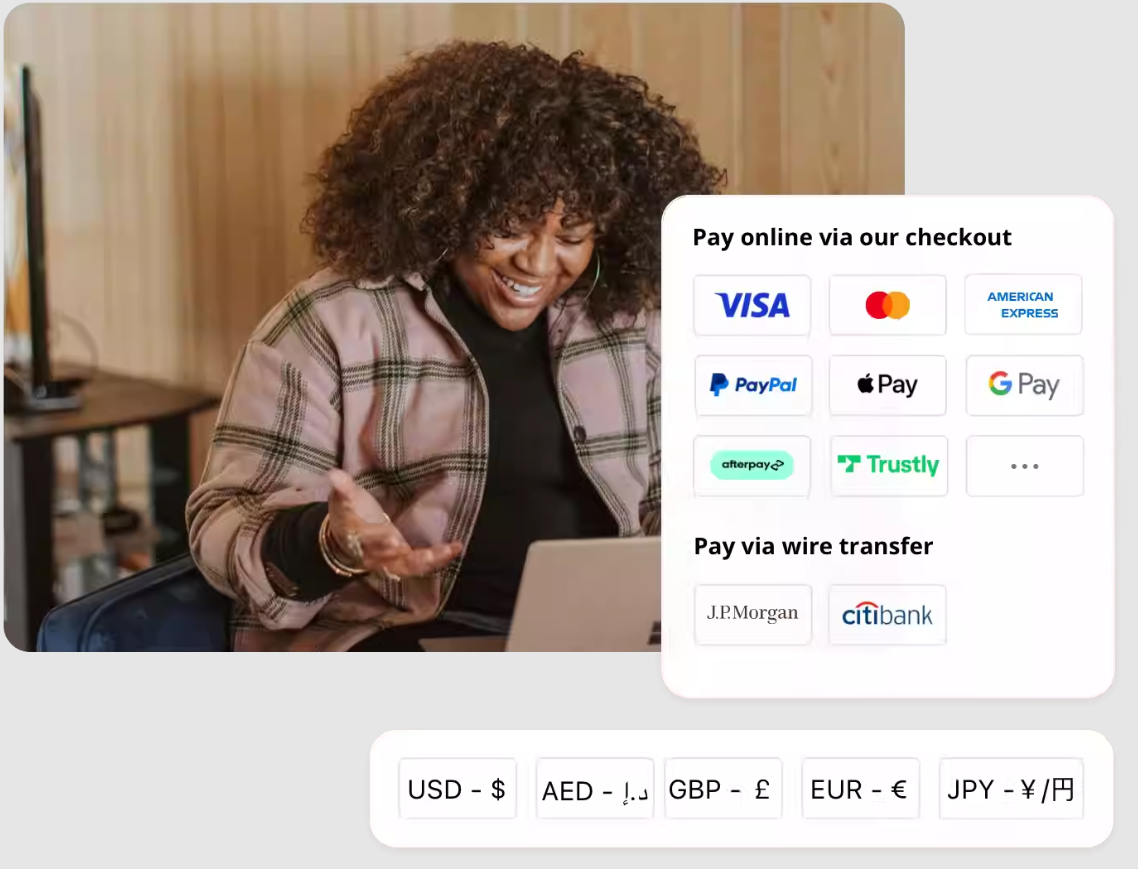 Pay online via our checkout
VISA
AMERICAN
EXPRESS
PayPal
Pay
G Pay
afterpay
Trustly
...
Pay via wire transfer
J.P.Morgan
citibank
USD - $
AED - د.إ
GBP - £
EUR - €
JPY - ¥/円